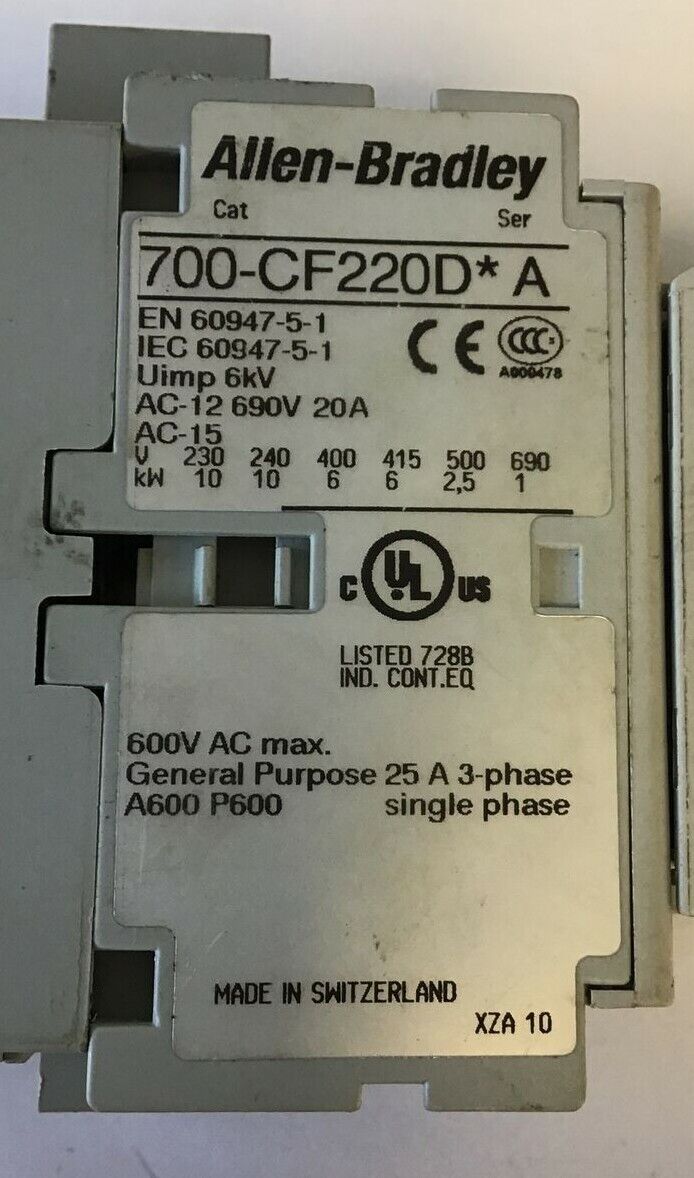 Allen-Bradley
Cat Ser
700-CF220D* A
EN 60947-5-1
IEC 60947-5-1
CE CCC
A000478
Uimp 6kV
AC-12 690V 20A
AC-15
V 230 240 400 415 500 690
kW 10 10 6 6 2,5 1
C UL US
LISTED 728B
IND. CONT.EQ
600V AC max.
General Purpose 25 A 3-phase
A600 P600 single phase
MADE IN SWITZERLAND
XZA 10